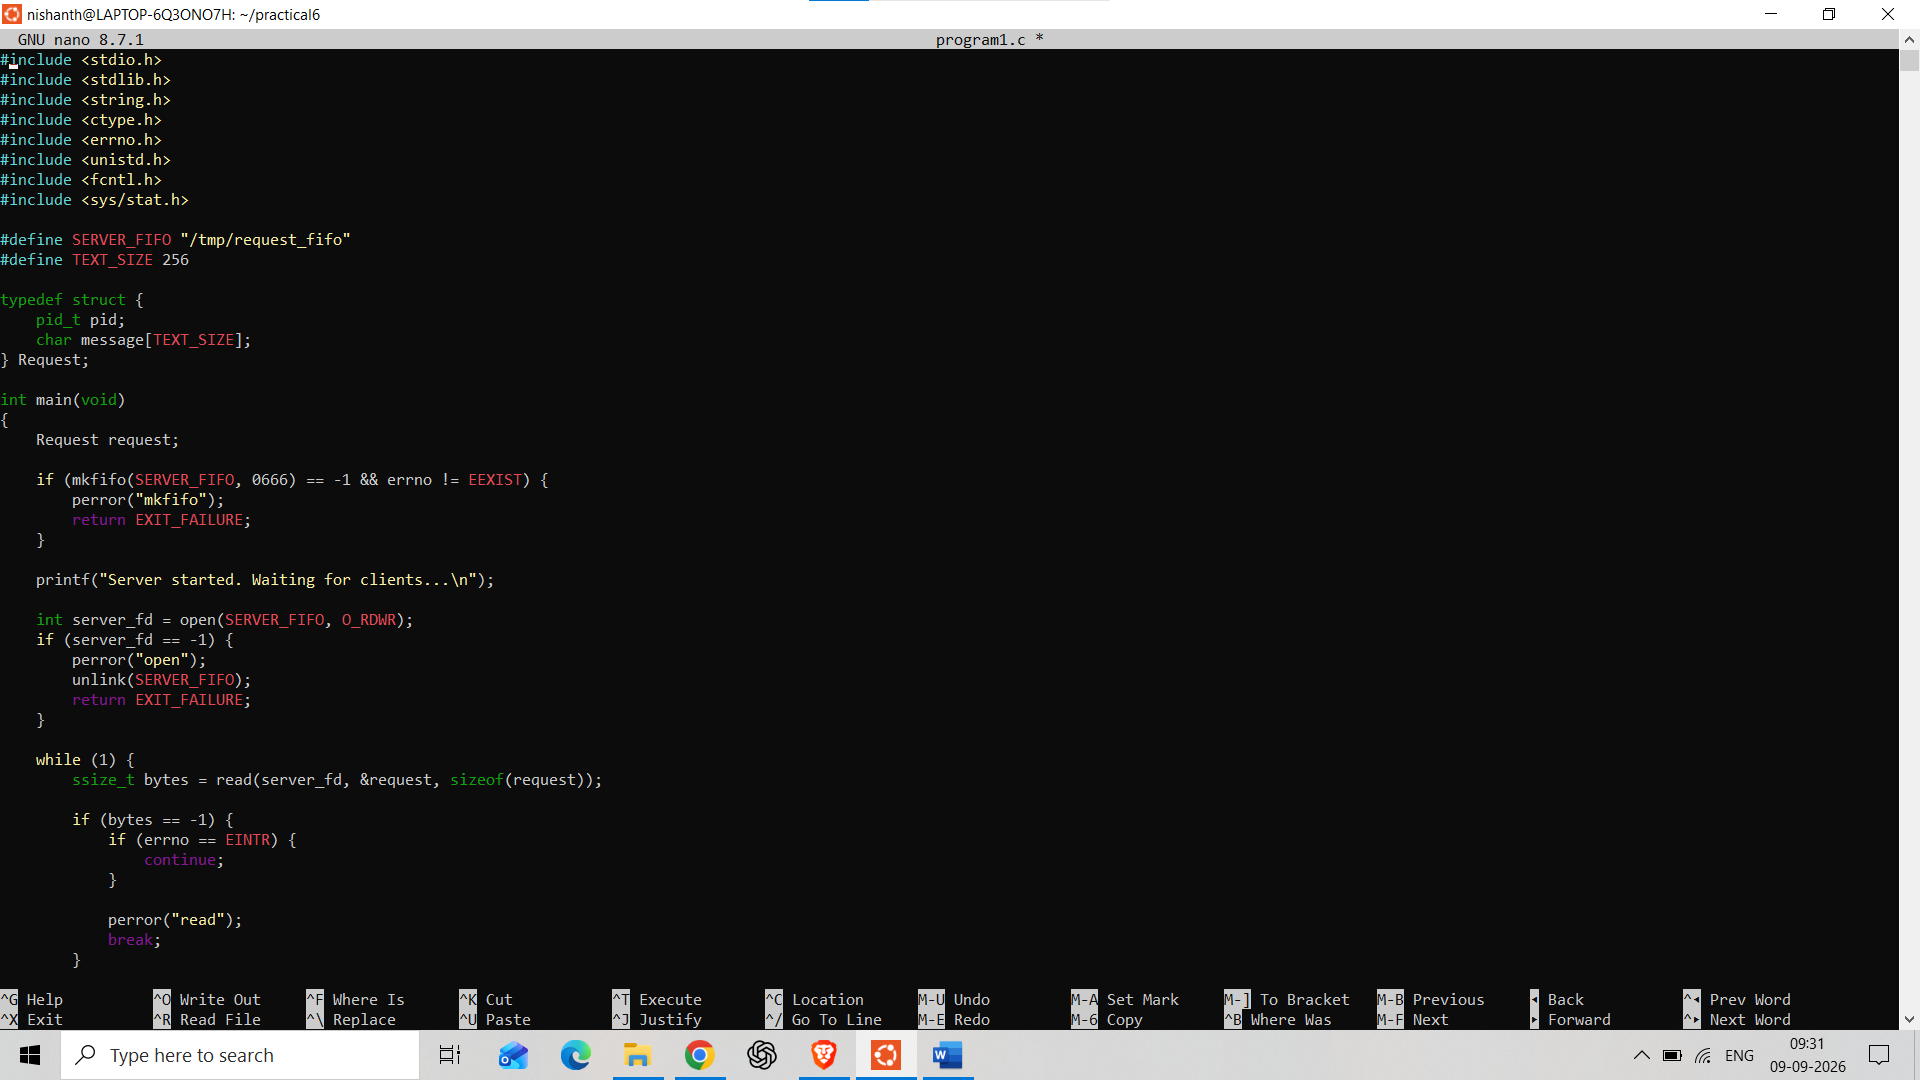 nishanth@LAPTOP-6Q3ONO7H: ~/practical6
GNU nano 8.7.1 program1.c *
#include <stdio.h>
#include <stdlib.h>
#include <string.h>
#include <ctype.h>
#include <errno.h>
#include <unistd.h>
#include <fcntl.h>
#include <sys/stat.h>
#define SERVER_FIFO "/tmp/request_fifo"
#define TEXT_SIZE 256
typedef struct {
    pid_t pid;
    char message[TEXT_SIZE];
} Request;
int main(void)
{
    Request request;
    if (mkfifo(SERVER_FIFO, 0666) == -1 && errno != EEXIST) {
        perror("mkfifo");
        return EXIT_FAILURE;
    }
    printf("Server started. Waiting for clients...\n");
    int server_fd = open(SERVER_FIFO, O_RDWR);
    if (server_fd == -1) {
        perror("open");
        unlink(SERVER_FIFO);
        return EXIT_FAILURE;
    }
    while (1) {
        ssize_t bytes = read(server_fd, &request, sizeof(request));
        if (bytes == -1) {
            if (errno == EINTR) {
                continue;
            }
            perror("read");
            break;
        }
^G Help ^O Write Out ^F Where Is ^K Cut ^T Execute ^C Location M-U Undo M-A Set Mark M-] To Bracket M-B Previous ◂ Back ^◂ Prev Word
^X Exit ^R Read File ^\ Replace ^U Paste ^J Justify ^/ Go To Line M-E Redo M-6 Copy ^B Where Was M-F Next ▸ Forward ^▸ Next Word
Type here to search
ENG
09:31
09-09-2026